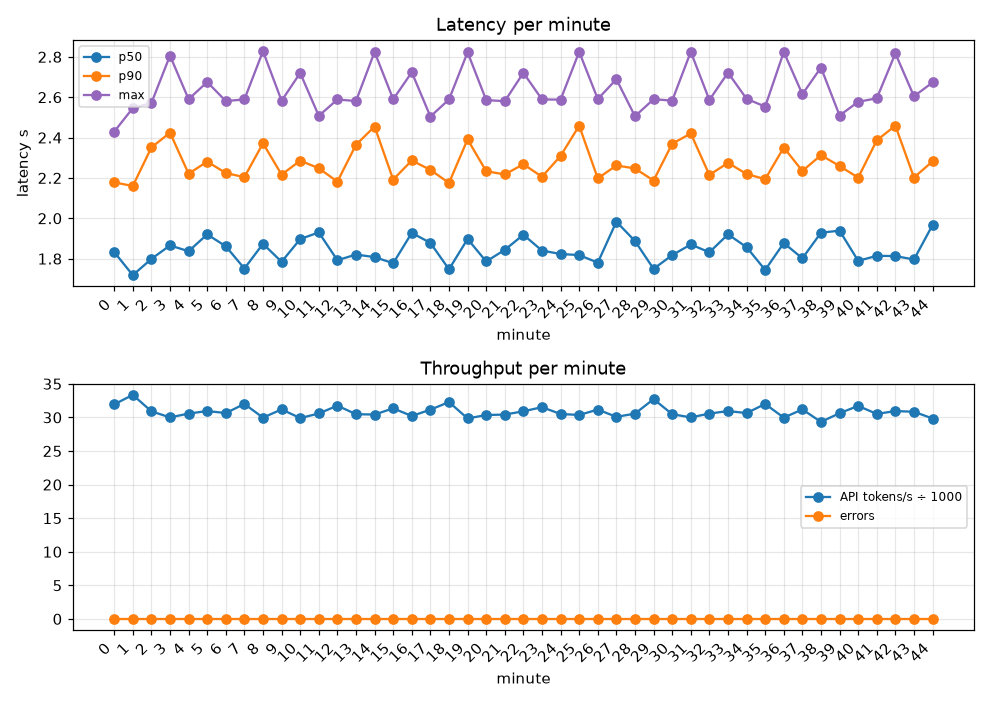 Latency per minute
2.8
2.6
2.4
2.2
2.0
1.8
latency s
p50
p90
max
0 1 2 3 4 5 6 7 8 9 10 11 12 13 14 15 16 17 18 19 20 21 22 23 24 25 26 27 28 29 30 31 32 33 34 35 36 37 38 39 40 41 42 43 44
minute
Throughput per minute
35
30
25
20
15
10
5
0
API tokens/s ÷ 1000
errors
0 1 2 3 4 5 6 7 8 9 10 11 12 13 14 15 16 17 18 19 20 21 22 23 24 25 26 27 28 29 30 31 32 33 34 35 36 37 38 39 40 41 42 43 44
minute